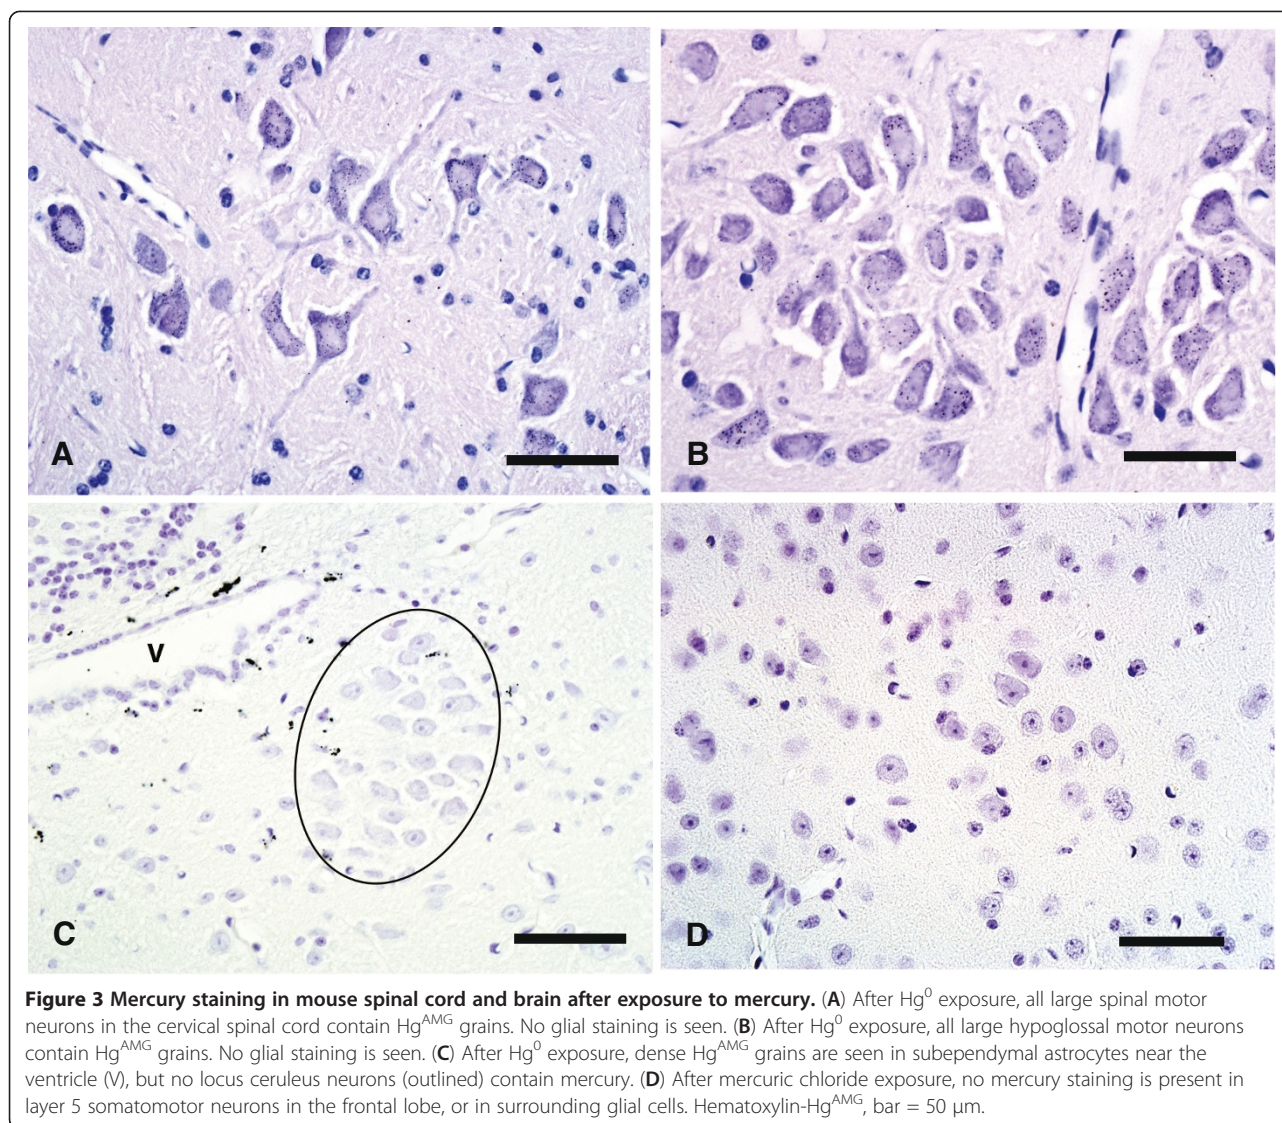 A
B
V
C
D
Figure 3 Mercury staining in mouse spinal cord and brain after exposure to mercury. (A) After Hg⁰ exposure, all large spinal motor
neurons in the cervical spinal cord contain Hgᴬᴹᴳ grains. No glial staining is seen. (B) After Hg⁰ exposure, all large hypoglossal motor neurons
contain Hgᴬᴹᴳ grains. No glial staining is seen. (C) After Hg⁰ exposure, dense Hgᴬᴹᴳ grains are seen in subependymal astrocytes near the
ventricle (V), but no locus ceruleus neurons (outlined) contain mercury. (D) After mercuric chloride exposure, no mercury staining is present in
layer 5 somatomotor neurons in the frontal lobe, or in surrounding glial cells. Hematoxylin-Hgᴬᴹᴳ, bar = 50 μm.